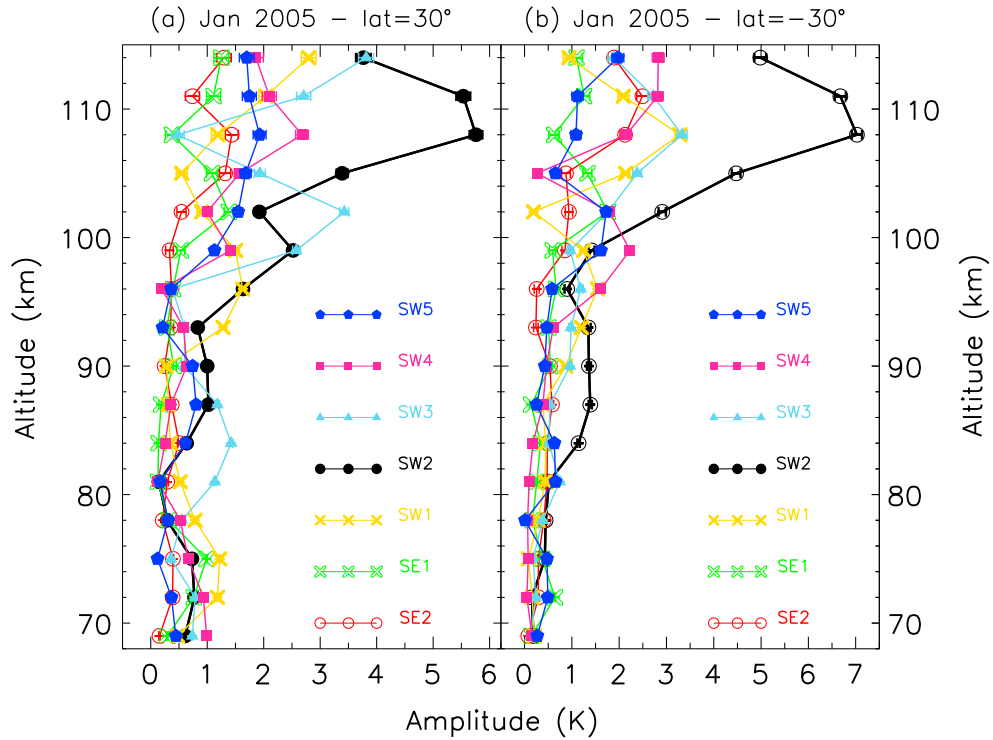 (a) Jan 2005 – lat=30°
(b) Jan 2005 – lat=–30°
110
100
90
80
70
Altitude (km)
SW5
SW4
SW3
SW2
SW1
SE1
SE2
0 1 2 3 4 5 6
SW5
SW4
SW3
SW2
SW1
SE1
SE2
0 1 2 3 4 5 6 7
110
100
90
80
70
Altitude (km)
Amplitude (K)